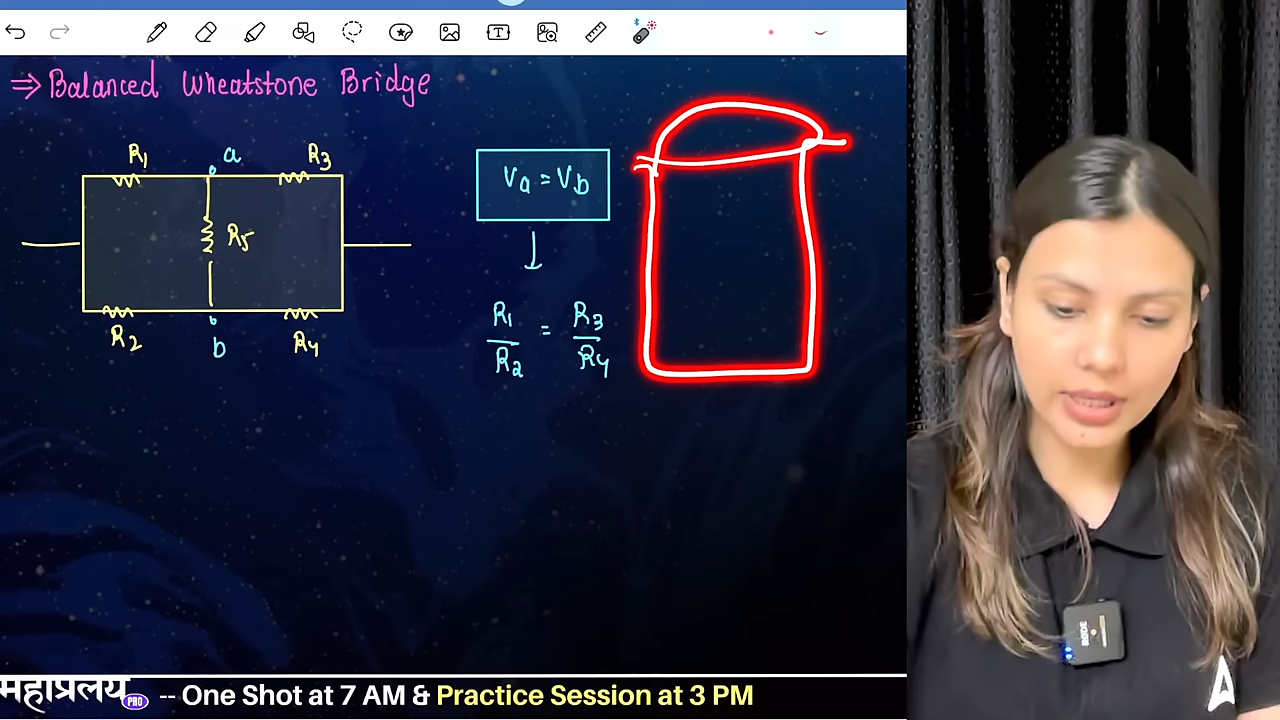 ⇒ Balanced Wheatstone Bridge
R1 a R3
R5
R2 b R4
Va = Vb
↓
R1/R2 = R3/R4
RØDE
महाप्रलय PRO -- One Shot at 7 AM & Practice Session at 3 PM